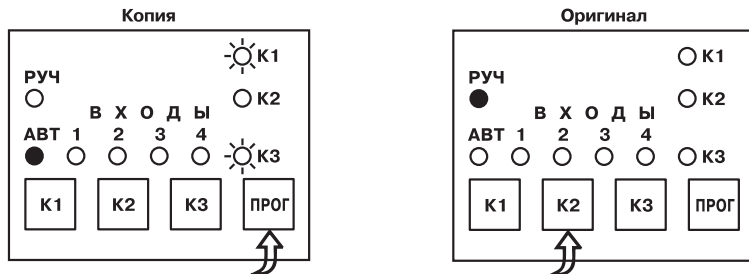 Копия
К1
РУЧ
К2
В Х О Д Ы
АВТ 1 2 3 4
К3
К1 К2 К3 ПРОГ
Оригинал
К1
РУЧ
К2
В Х О Д Ы
АВТ 1 2 3 4
К3
К1 К2 К3 ПРОГ